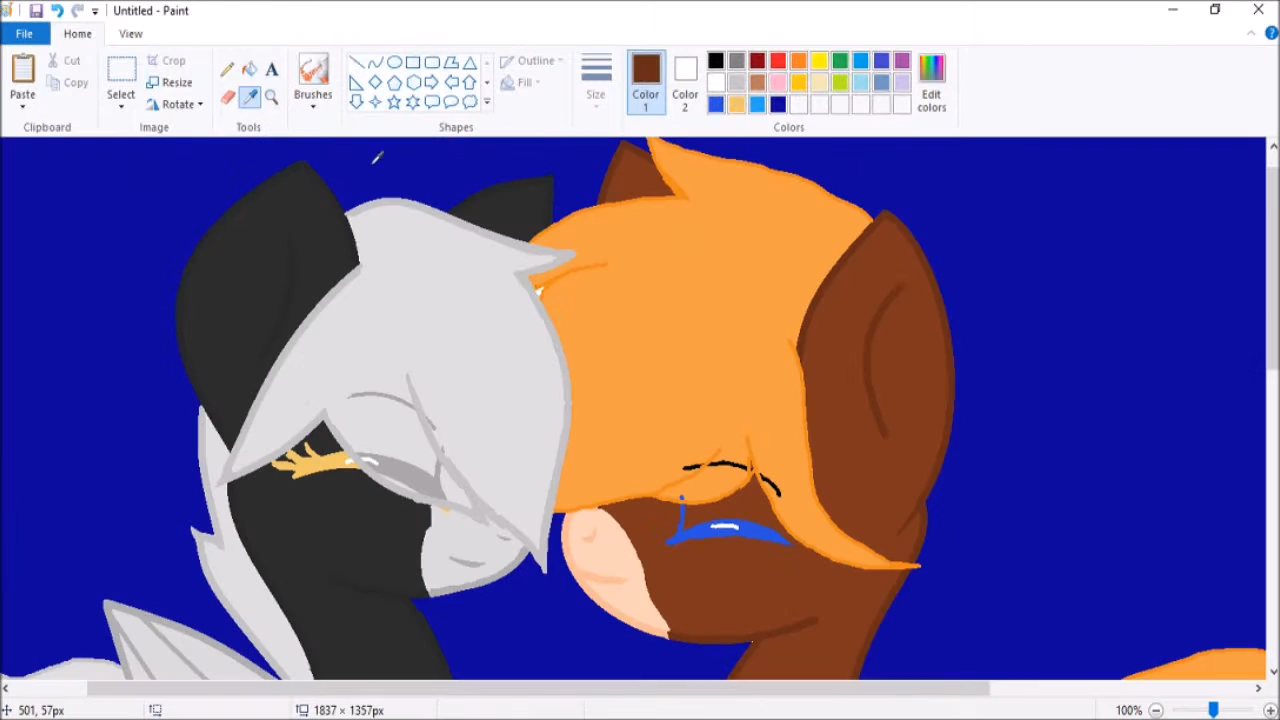 Untitled - Paint
File Home View
Paste
Cut
Copy
Clipboard
Select
Crop
Resize
Rotate
Image
A
Tools
Brushes
Outline
Fill
Shapes
Size
Color 1
Color 2
Edit colors
Colors
501, 57px
1837 × 1357px
100%